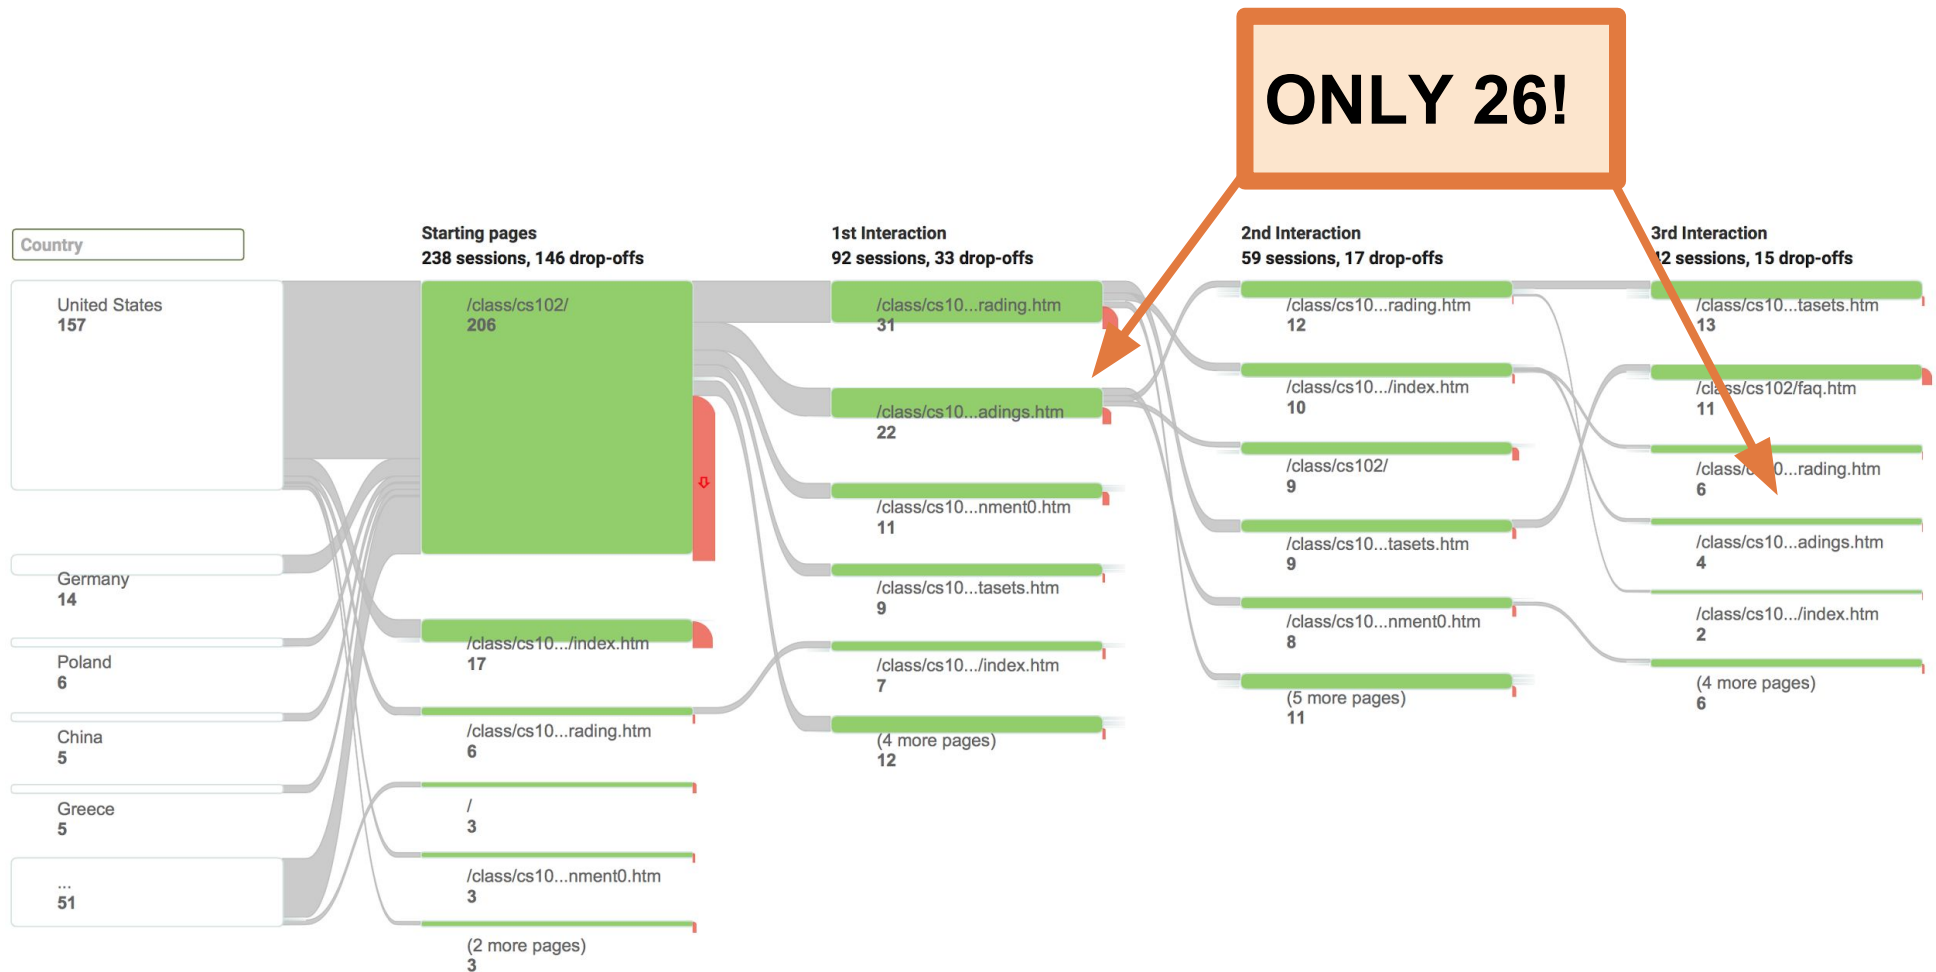 ONLY 26!
Country
United States
157
Germany
14
Poland
6
China
5
Greece
5
...
51
Starting pages
238 sessions, 146 drop-offs
/class/cs102/
206
/class/cs10.../index.htm
17
/class/cs10...rading.htm
6
/
3
/class/cs10...nment0.htm
3
(2 more pages)
3
1st Interaction
92 sessions, 33 drop-offs
/class/cs10...rading.htm
31
/class/cs10...adings.htm
22
/class/cs10...nment0.htm
11
/class/cs10...tasets.htm
9
/class/cs10.../index.htm
7
(4 more pages)
12
2nd Interaction
59 sessions, 17 drop-offs
/class/cs10...rading.htm
12
/class/cs10.../index.htm
10
/class/cs102/
9
/class/cs10...tasets.htm
9
/class/cs10...nment0.htm
8
(5 more pages)
11
3rd Interaction
42 sessions, 15 drop-offs
/class/cs10...tasets.htm
13
/class/cs102/faq.htm
11
/class/cs10...rading.htm
6
/class/cs10...adings.htm
4
/class/cs10.../index.htm
2
(4 more pages)
6